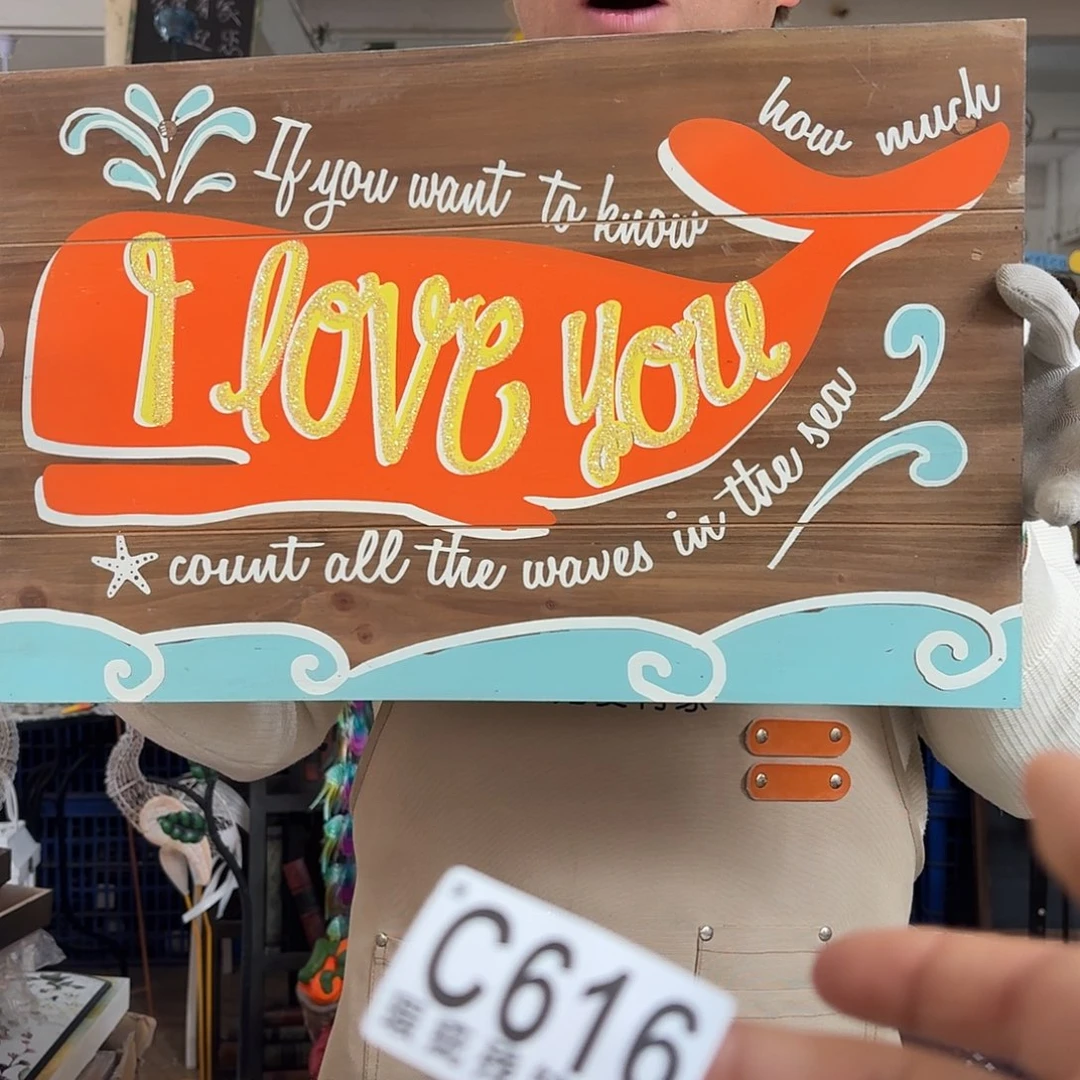 If you want to know
how much
I love you
count all the waves in the sea
C616